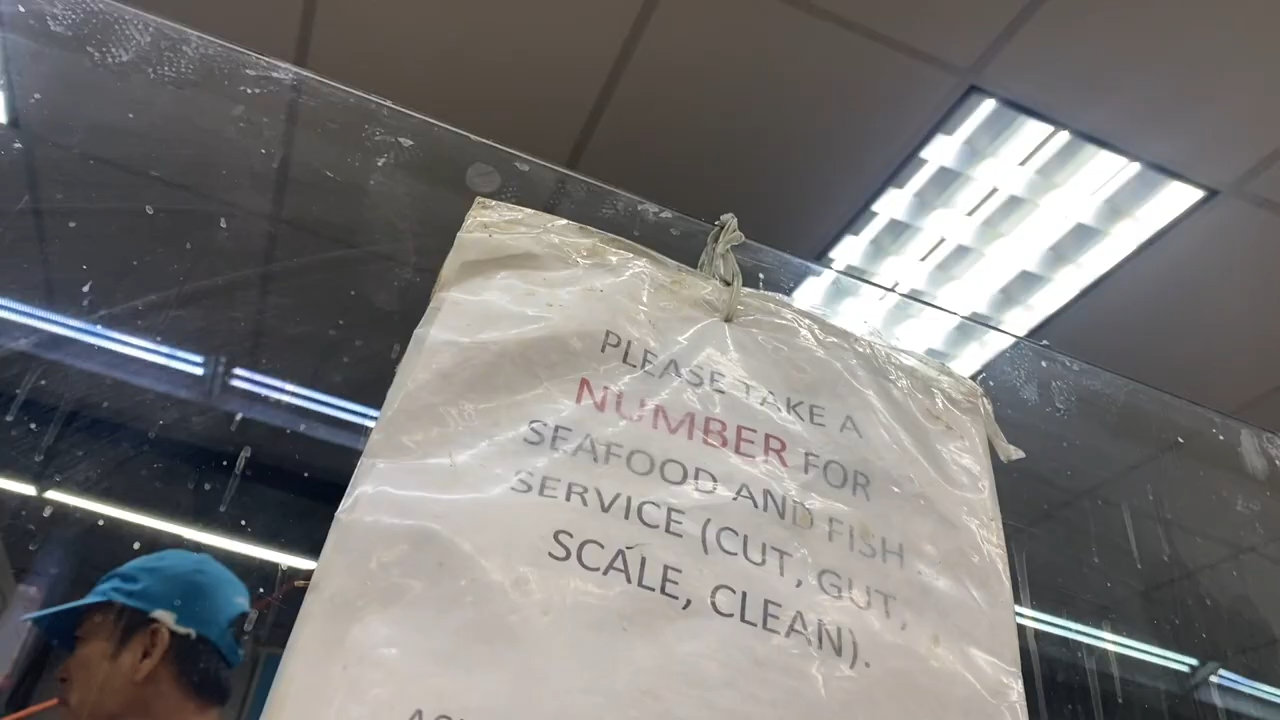 PLEASE TAKE A
NUMBER FOR
SEAFOOD AND FISH
SERVICE (CUT, GUT,
SCALE, CLEAN).